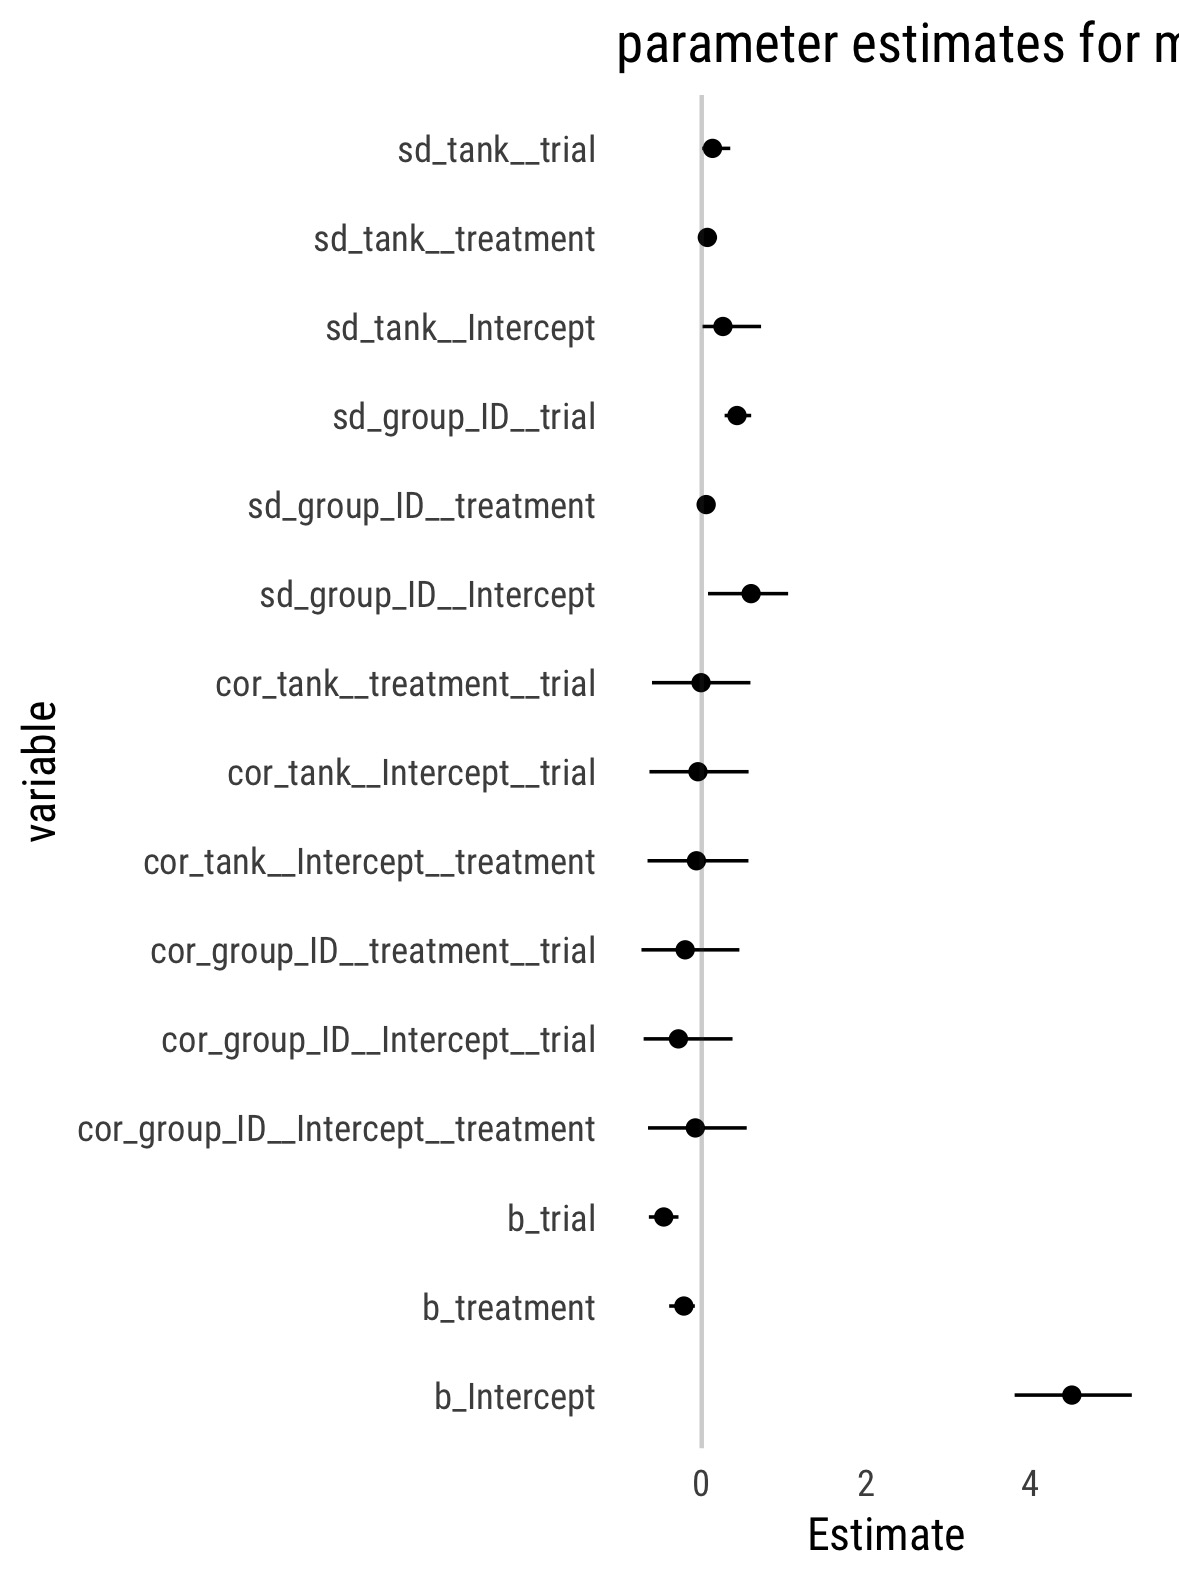 parameter estimates for m
sd_tank__trial
sd_tank__treatment
sd_tank__Intercept
sd_group_ID__trial
sd_group_ID__treatment
sd_group_ID__Intercept
cor_tank__treatment__trial
cor_tank__Intercept__trial
cor_tank__Intercept__treatment
cor_group_ID__treatment__trial
cor_group_ID__Intercept__trial
cor_group_ID__Intercept__treatment
b_trial
b_treatment
b_Intercept
variable
0 2 4
Estimate